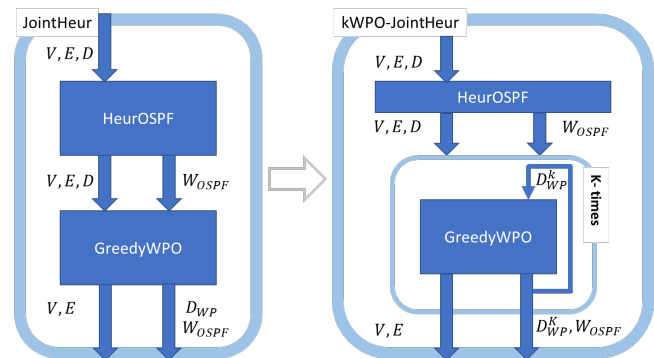 JointHeur
V, E, D
HeurOSPF
V, E, D
W_OSPF
GreedyWPO
V, E
D_WP
W_OSPF
kWPO-JointHeur
V, E, D
HeurOSPF
V, E, D
W_OSPF
D^k_WP
K- times
GreedyWPO
V, E
D^K_WP, W_OSPF